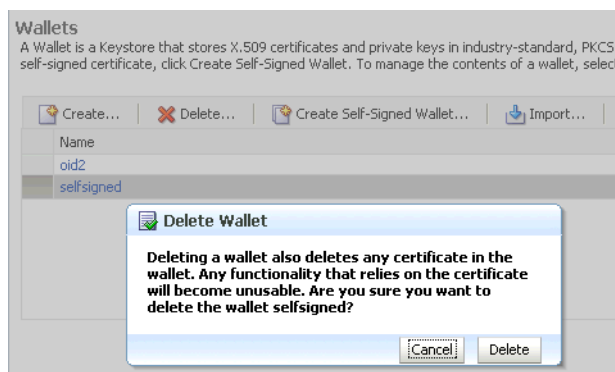 Wallets
A Wallet is a Keystore that stores X.509 certificates and private keys in industry-standard, PKCS
self-signed certificate, click Create Self-Signed Wallet. To manage the contents of a wallet, selec
Create... Delete... Create Self-Signed Wallet... Import...
Name
oid2
selfsigned
Delete Wallet
Deleting a wallet also deletes any certificate in the
wallet. Any functionality that relies on the certificate
will become unusable. Are you sure you want to
delete the wallet selfsigned?
Cancel Delete